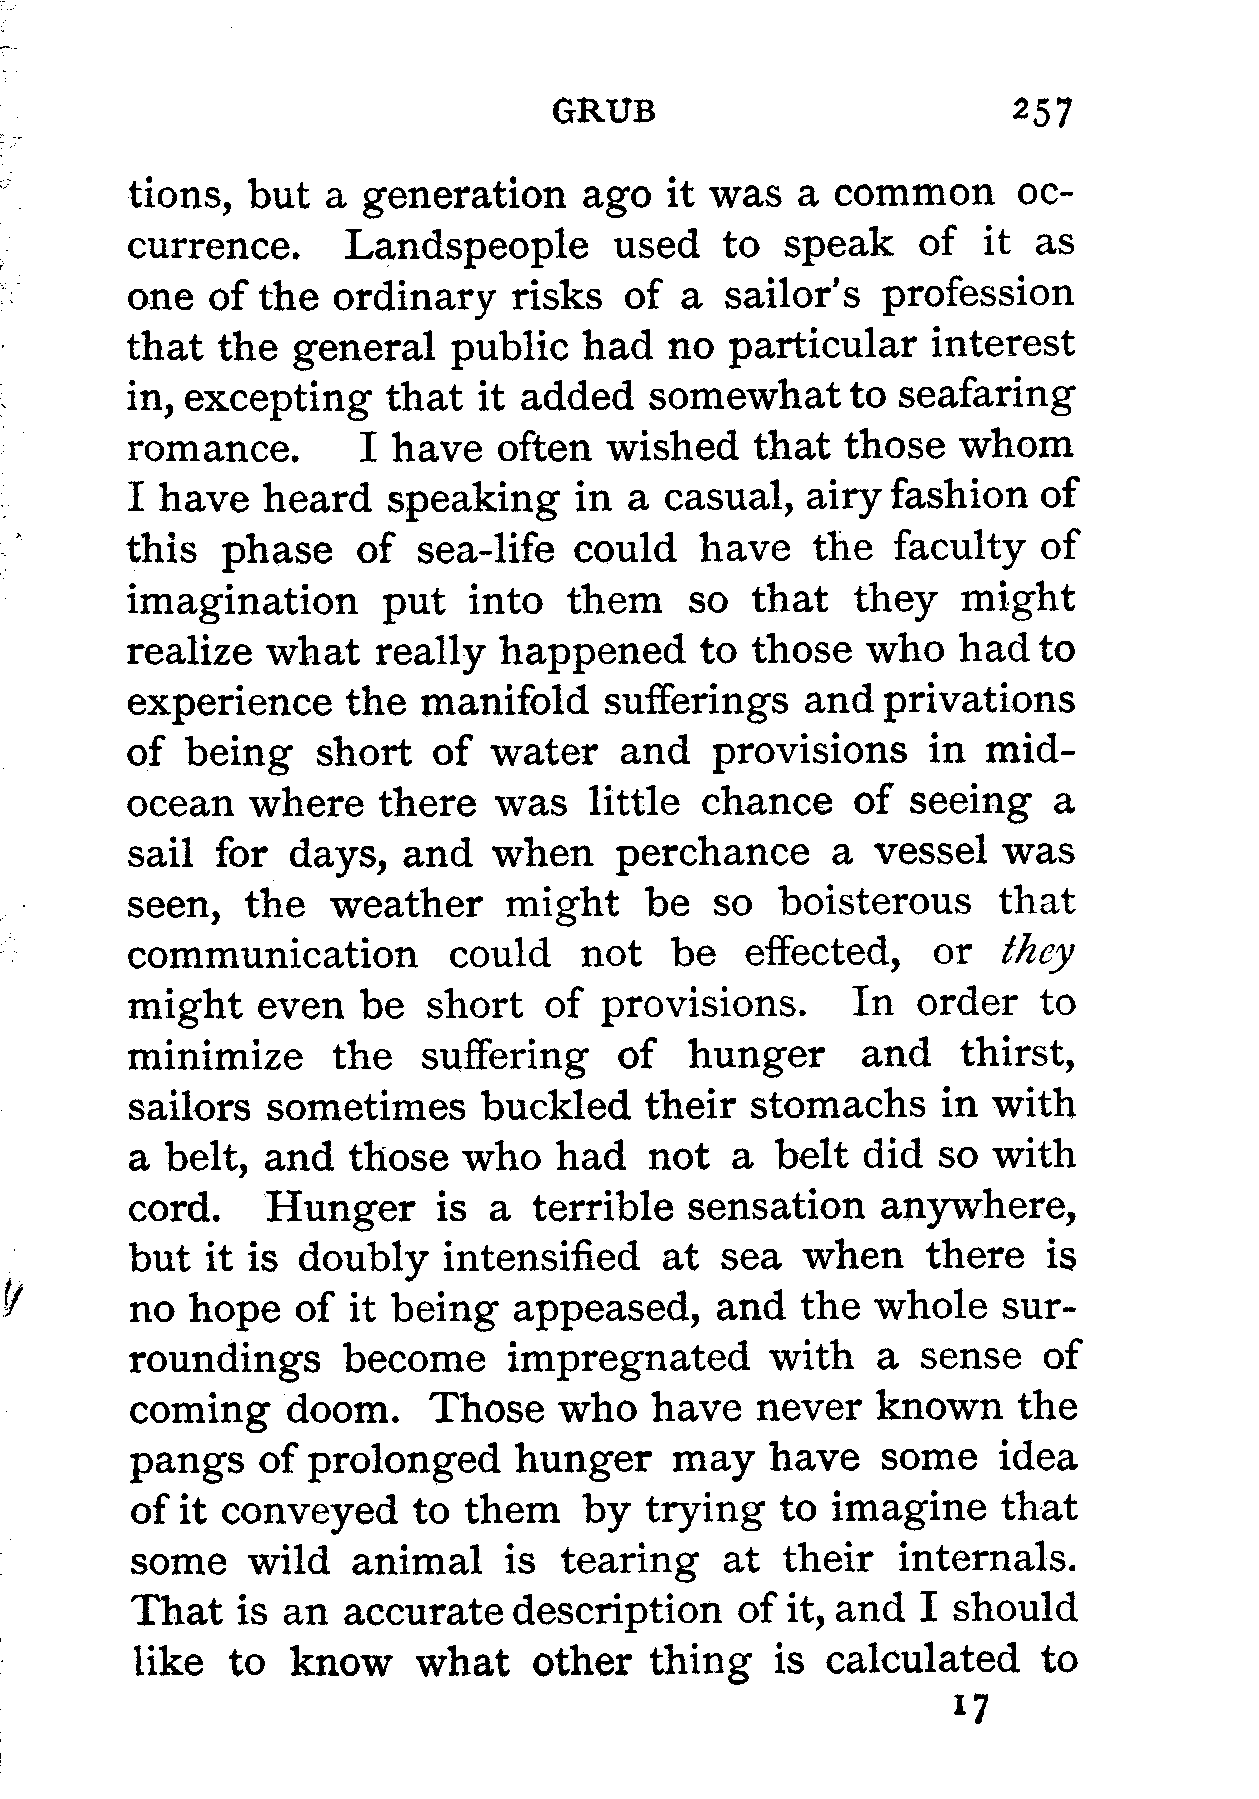 GRUB 257
tions, but a generation ago it was a common oc-
currence. Landspeople used to speak of it as
one of the ordinary risks of a sailor's profession
that the general public had no particular interest
in, excepting that it added somewhat to seafaring
romance. I have often wished that those whom
I have heard speaking in a casual, airy fashion of
this phase of sea-life could have the faculty of
imagination put into them so that they might
realize what really happened to those who had to
experience the manifold sufferings and privations
of being short of water and provisions in mid-
ocean where there was little chance of seeing a
sail for days, and when perchance a vessel was
seen, the weather might be so boisterous that
communication could not be effected, or they
might even be short of provisions. In order to
minimize the suffering of hunger and thirst,
sailors sometimes buckled their stomachs in with
a belt, and those who had not a belt did so with
cord. Hunger is a terrible sensation anywhere,
but it is doubly intensified at sea when there is
no hope of it being appeased, and the whole sur-
roundings become impregnated with a sense of
coming doom. Those who have never known the
pangs of prolonged hunger may have some idea
of it conveyed to them by trying to imagine that
some wild animal is tearing at their internals.
That is an accurate description of it, and I should
like to know what other thing is calculated to
17